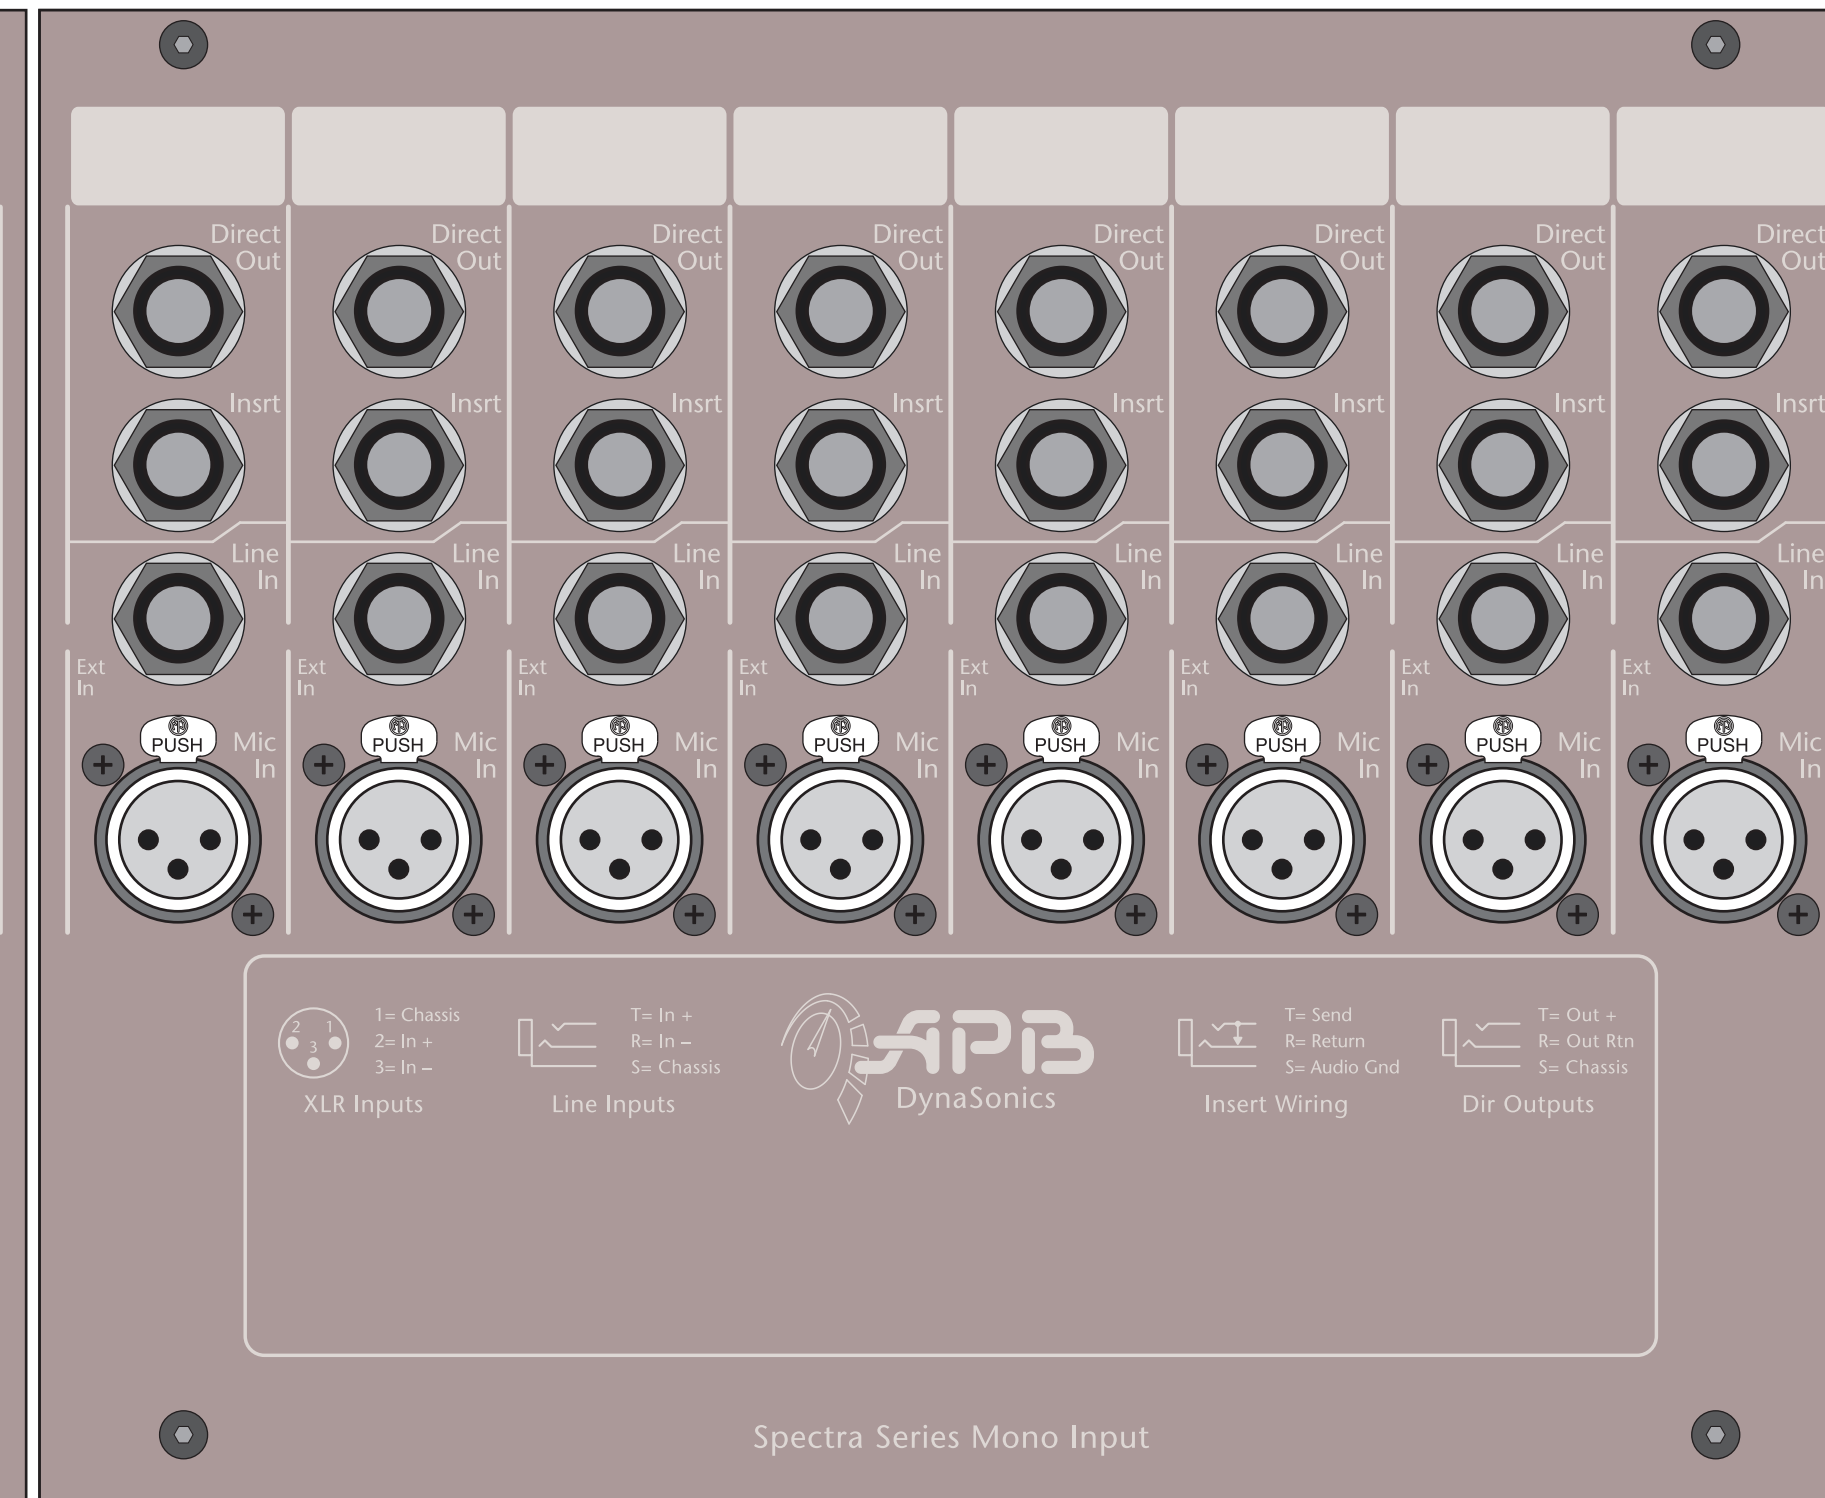 Direct Direct Direct Direct Direct Direct Direct Direct
Out Out Out Out Out Out Out Out
Insrt Insrt Insrt Insrt Insrt Insrt Insrt Insrt
Line Line Line Line Line Line Line Line
In In In In In In In In
Ext Ext Ext Ext Ext Ext Ext Ext
In In In In In In In In
PUSH Mic PUSH Mic PUSH Mic PUSH Mic PUSH Mic PUSH Mic PUSH Mic PUSH Mic
In In In In In In In In
2 1
3
1= Chassis
2= In +
3= In –
XLR Inputs
T= In +
R= In –
S= Chassis
Line Inputs
APB
DynaSonics
T= Send
R= Return
S= Audio Gnd
Insert Wiring
T= Out +
R= Out Rtn
S= Chassis
Dir Outputs
Spectra Series Mono Input